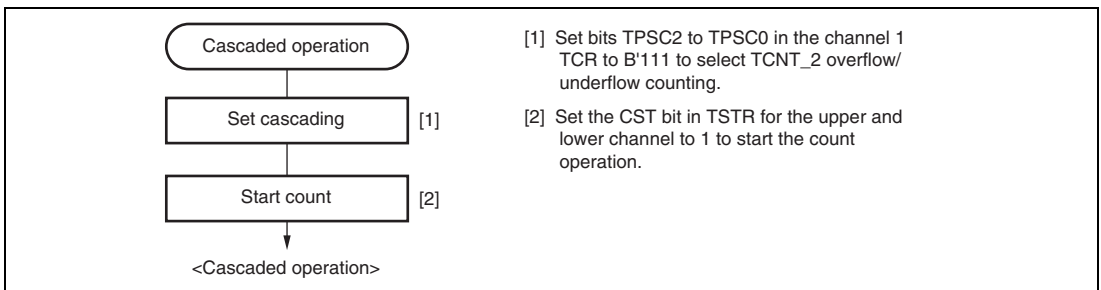 Cascaded operation
Set cascading [1]
Start count [2]
<Cascaded operation>
[1] Set bits TPSC2 to TPSC0 in the channel 1
TCR to B'111 to select TCNT_2 overflow/
underflow counting.
[2] Set the CST bit in TSTR for the upper and
lower channel to 1 to start the count
operation.